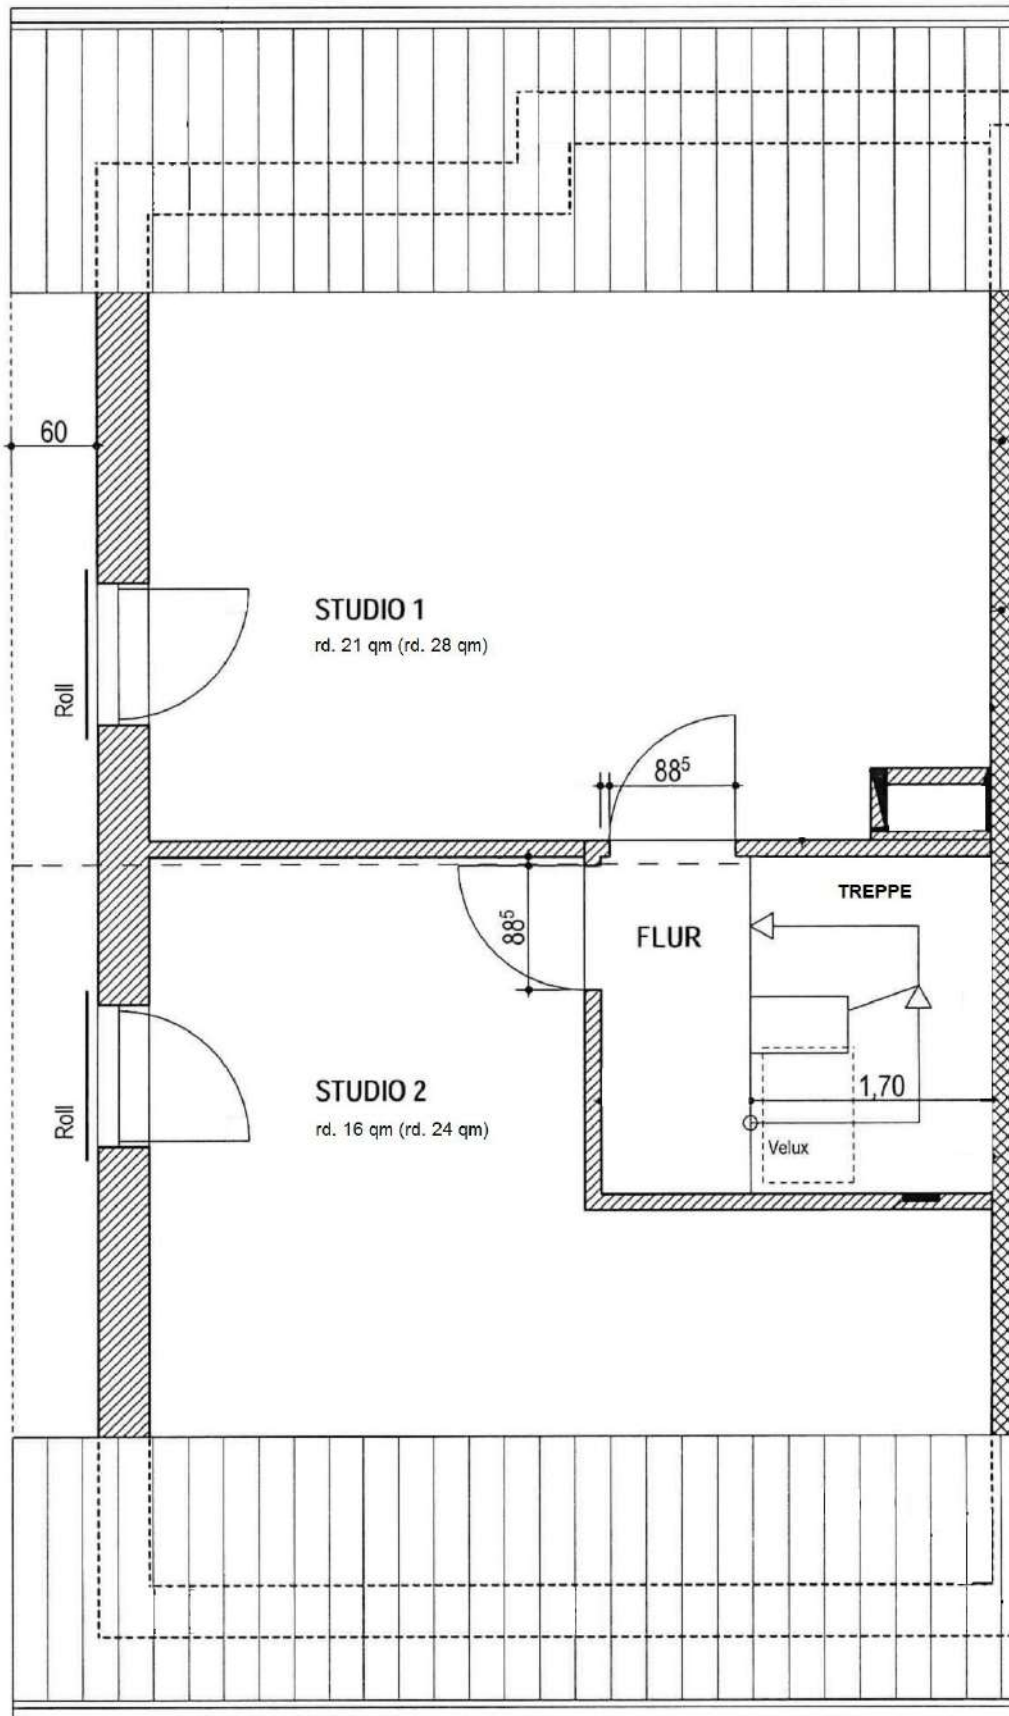 60
STUDIO 1
rd. 21 qm (rd. 28 qm)
Roll
88⁵
TREPPE
88⁵
FLUR
STUDIO 2
rd. 16 qm (rd. 24 qm)
1,70
Roll
Velux